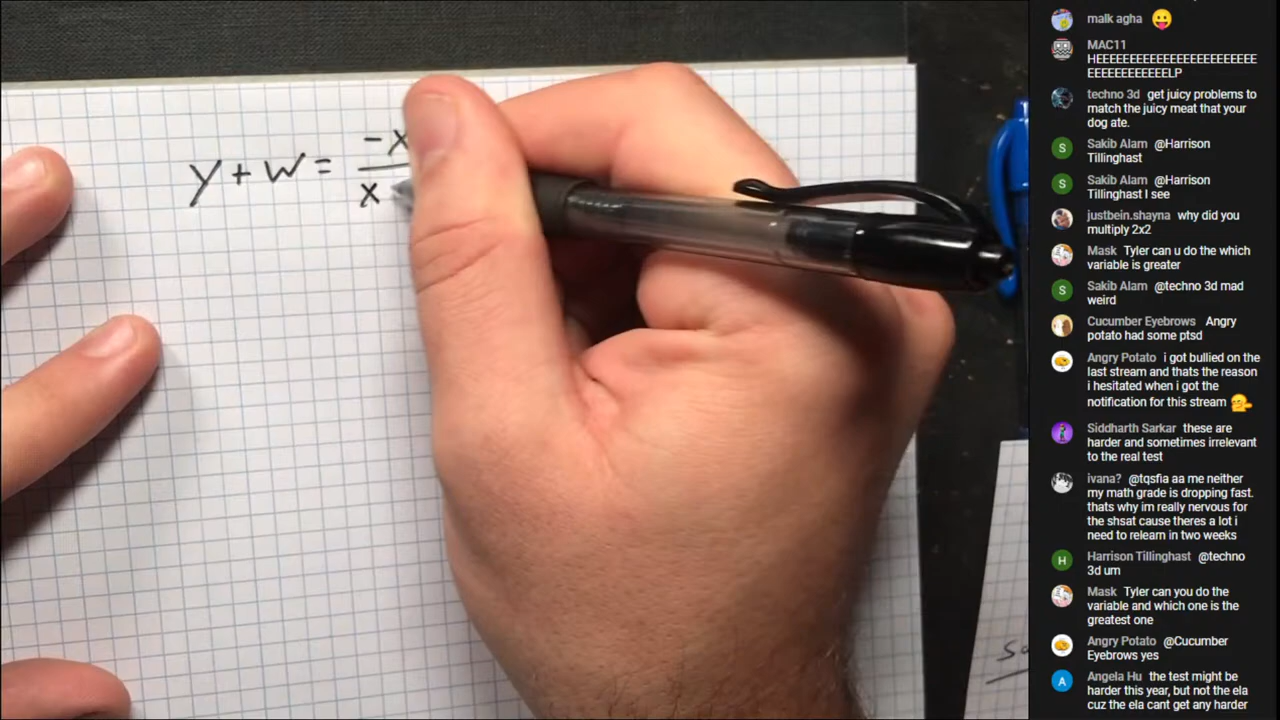 y + w = -x
x
malk agha 😛
MAC11
HEEEEEEEEEEEEEEEEEEEEEEEE
EEEEEEEEEEEEELP
techno 3d get juicy problems to
match the juicy meat that your
dog ate.
Sakib Alam @Harrison
Tillinghast
Sakib Alam @Harrison
Tillinghast I see
justbein.shayna why did you
multiply 2x2
Mask Tyler can u do the which
variable is greater
Sakib Alam @techno 3d mad
weird
Cucumber Eyebrows Angry
potato had some ptsd
Angry Potato i got bullied on the
last stream and thats the reason
i hesitated when i got the
notification for this stream
Siddharth Sarkar these are
harder and sometimes irrelevant
to the real test
ivana? @tqsfia aa me neither
my math grade is dropping fast.
thats why im really nervous for
the shsat cause theres a lot i
need to relearn in two weeks
Harrison Tillinghast @techno
3d um
Mask Tyler can you do the
variable and which one is the
greatest one
Angry Potato @Cucumber
Eyebrows yes
Angela Hu the test might be
harder this year, but not the ela
cuz the ela cant get any harder